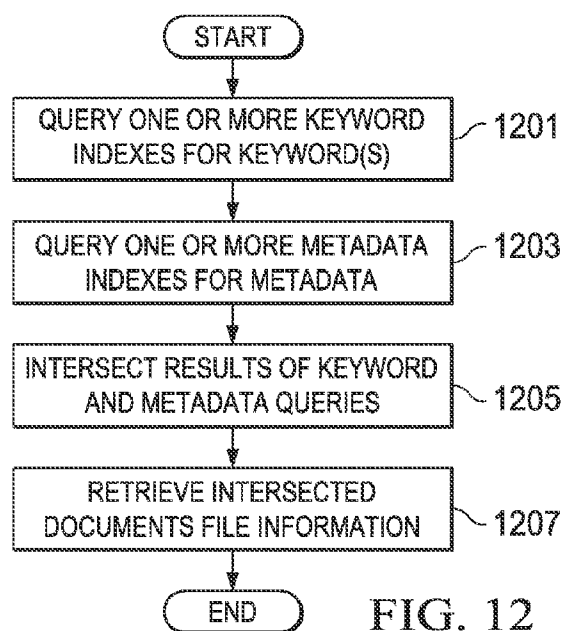 START
QUERY ONE OR MORE KEYWORD
INDEXES FOR KEYWORD(S)
1201
QUERY ONE OR MORE METADATA
INDEXES FOR METADATA
1203
INTERSECT RESULTS OF KEYWORD
AND METADATA QUERIES
1205
RETRIEVE INTERSECTED
DOCUMENTS FILE INFORMATION
1207
END
FIG. 12